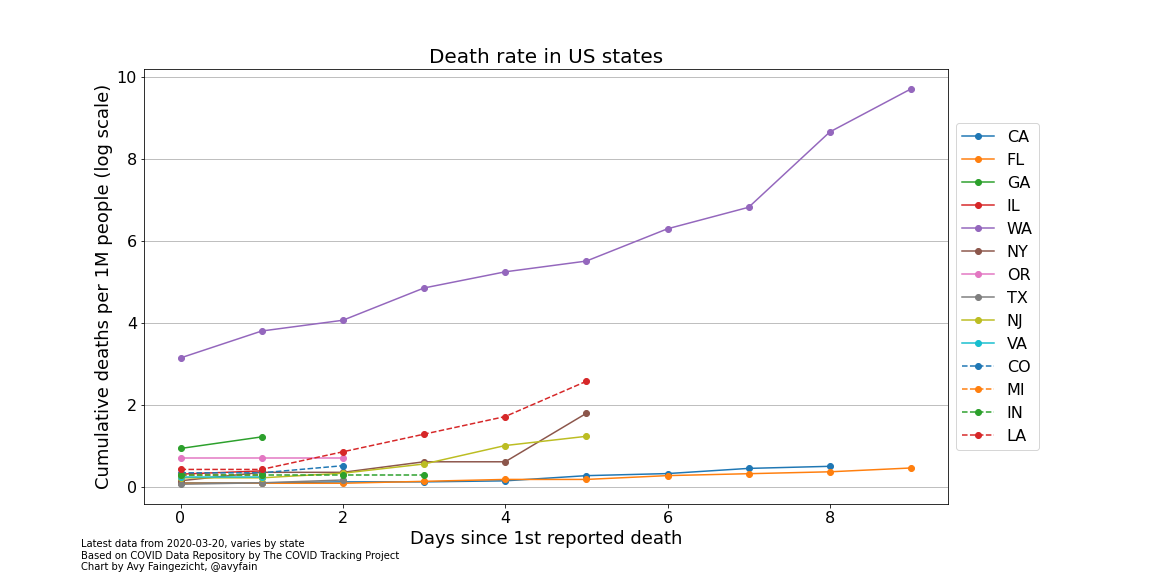 Death rate in US states
Cumulative deaths per 1M people (log scale)
10
8
6
4
2
0
0
2
4
6
8
Days since 1st reported death
CA
FL
GA
IL
WA
NY
OR
TX
NJ
VA
CO
MI
IN
LA
Latest data from 2020-03-20, varies by state
Based on COVID Data Repository by The COVID Tracking Project
Chart by Avy Faingezicht, @avyfain